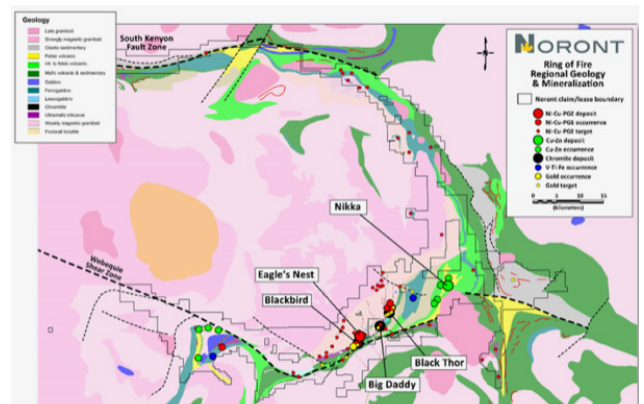 Geology
Late granitoid
Strongly magnetic granitoid
Clastic sedimentary
Felsic volcanic
Int. to felsic volcanic
Mafic volcanic & sedimentary
Gabbro
Ferrogabbro
Leucogabbro
Chromitite
Ultramafic intrusive
Weakly magnetic granitoid
Footwall tonalite
South Kenyon
Fault Zone
N
NORONT
Ring of Fire
Regional Geology
& Mineralization
Noront claim/lease boundary
Ni-Cu-PGE deposit
Ni-Cu-PGE occurrence
Ni-Cu-PGE target
Cu-Zn deposit
Cu-Zn occurrence
Chromite deposit
V-Ti-Fe occurrence
Gold occurrence
Gold target
0 5 10 15
(kilometers)
Nikka
Webequie
Shear Zone
Eagle's Nest
Blackbird
Black Thor
Big Daddy